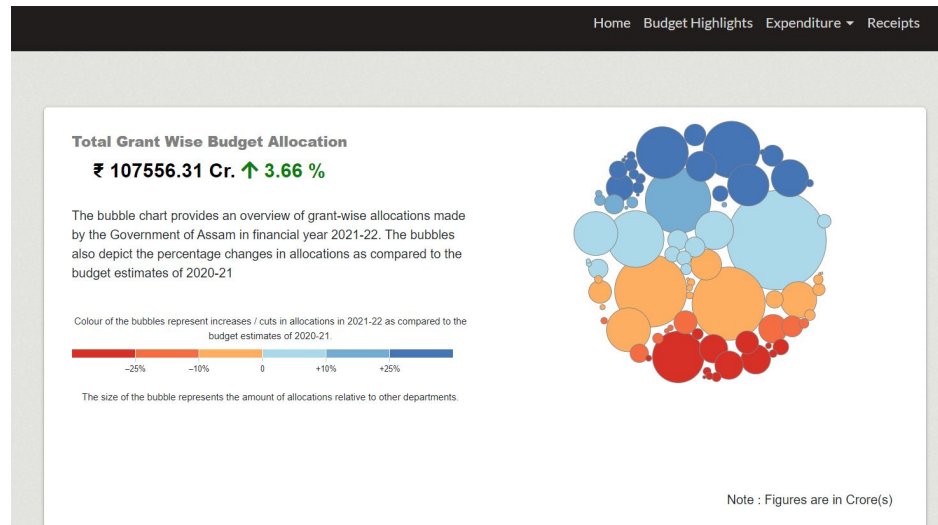 Home Budget Highlights Expenditure Receipts
Total Grant Wise Budget Allocation
₹ 107556.31 Cr. ↑ 3.66 %
The bubble chart provides an overview of grant-wise allocations made
by the Government of Assam in financial year 2021-22. The bubbles
also depict the percentage changes in allocations as compared to the
budget estimates of 2020-21
Colour of the bubbles represent increases / cuts in allocations in 2021-22 as compared to the
budget estimates of 2020-21.
–25% –10% 0 +10% +25%
The size of the bubble represents the amount of allocations relative to other departments.
Note : Figures are in Crore(s)